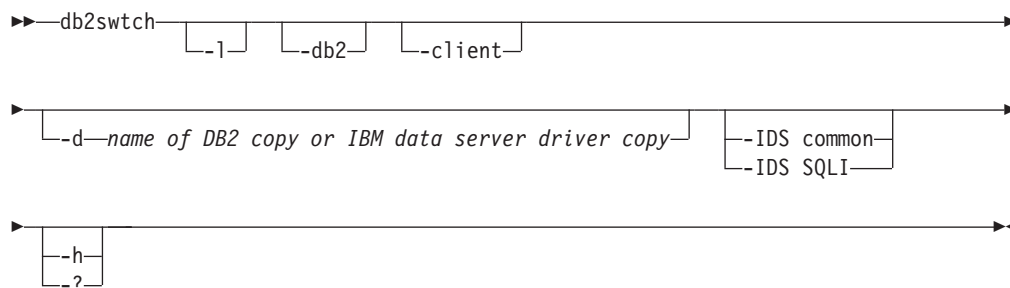 db2swtch
-l
-db2
-client
-d name of DB2 copy or IBM data server driver copy
-IDS common
-IDS SQLI
-h
-?